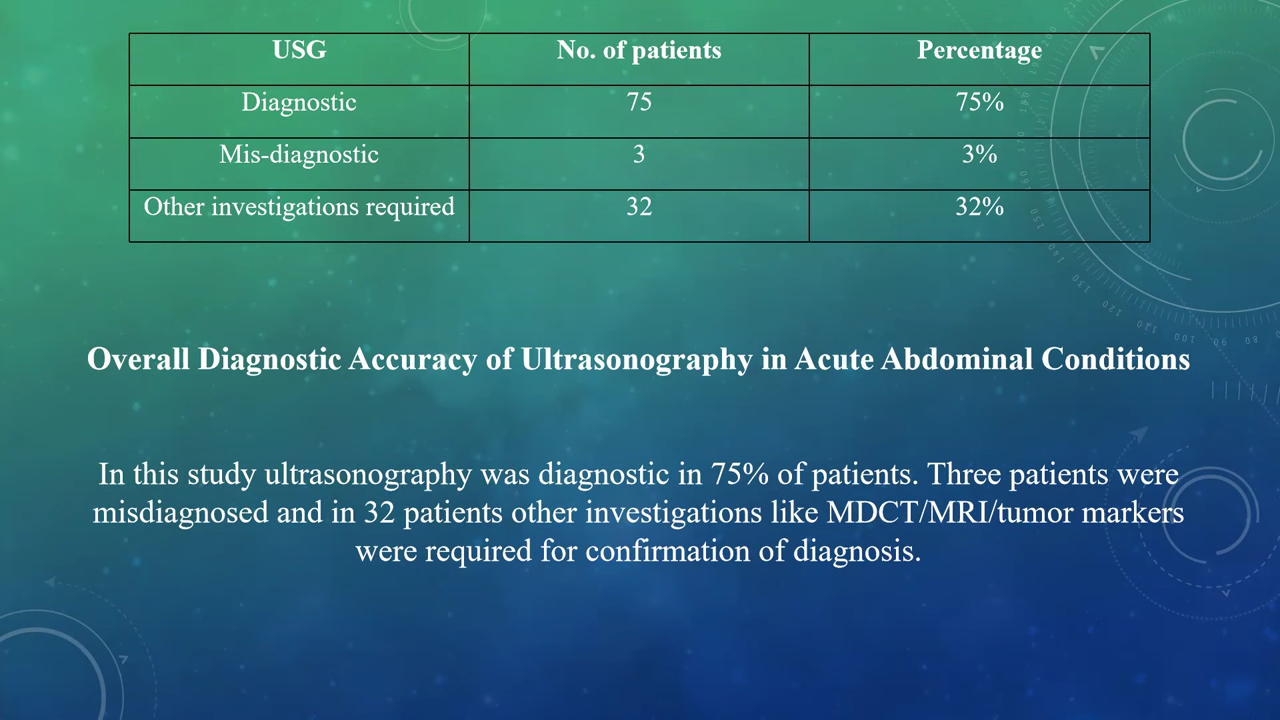 USG No. of patients Percentage
Diagnostic 75 75%
Mis-diagnostic 3 3%
Other investigations required 32 32%
Overall Diagnostic Accuracy of Ultrasonography in Acute Abdominal Conditions
In this study ultrasonography was diagnostic in 75% of patients. Three patients were
misdiagnosed and in 32 patients other investigations like MDCT/MRI/tumor markers
were required for confirmation of diagnosis.